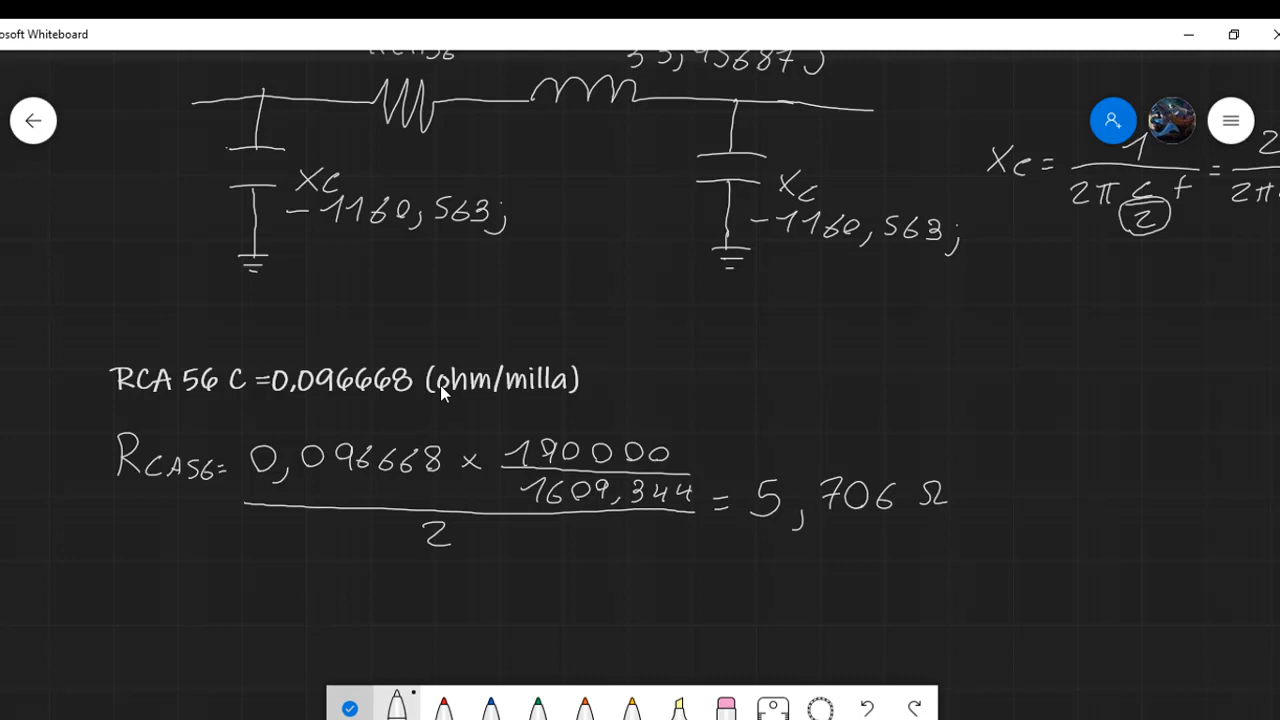 osoft Whiteboard
Xc
-1160,563j
Xc
-1160,563j
Xc = 1 / 2π C/2 f = 2 / 2π
RCA 56 C =0,096668 (ohm/milla)
RCA56= 0,096668 × 190000 / 1609,344 / 2 = 5,706 Ω